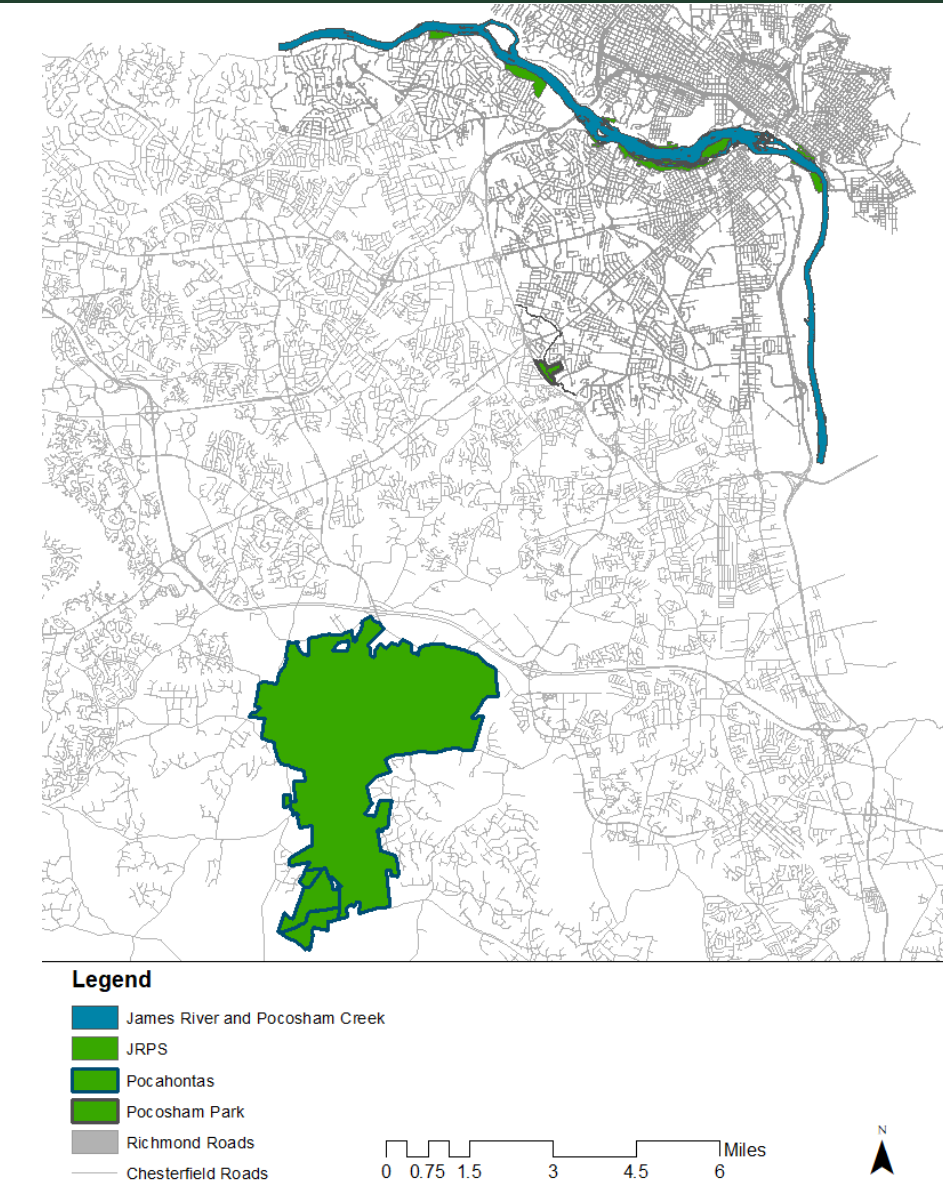 Legend
James River and Pocosham Creek
JRPS
Pocahontas
Pocosham Park
Richmond Roads
Chesterfield Roads
Miles
0 0.75 1.5 3 4.5 6
N